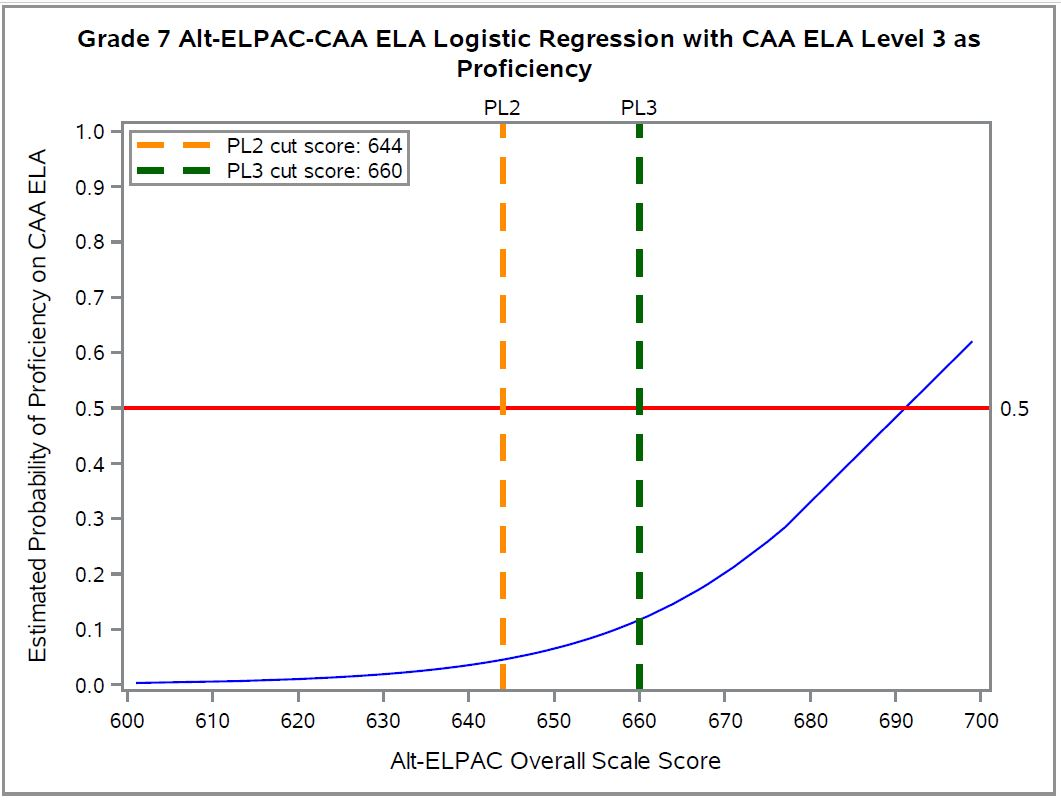 Grade 7 Alt-ELPAC-CAA ELA Logistic Regression with CAA ELA Level 3 as
Proficiency
PL2 PL3
PL2 cut score: 644
PL3 cut score: 660
Estimated Probability of Proficiency on CAA ELA
1.0
0.9
0.8
0.7
0.6
0.5
0.4
0.3
0.2
0.1
0.0
0.5
600 610 620 630 640 650 660 670 680 690 700
Alt-ELPAC Overall Scale Score